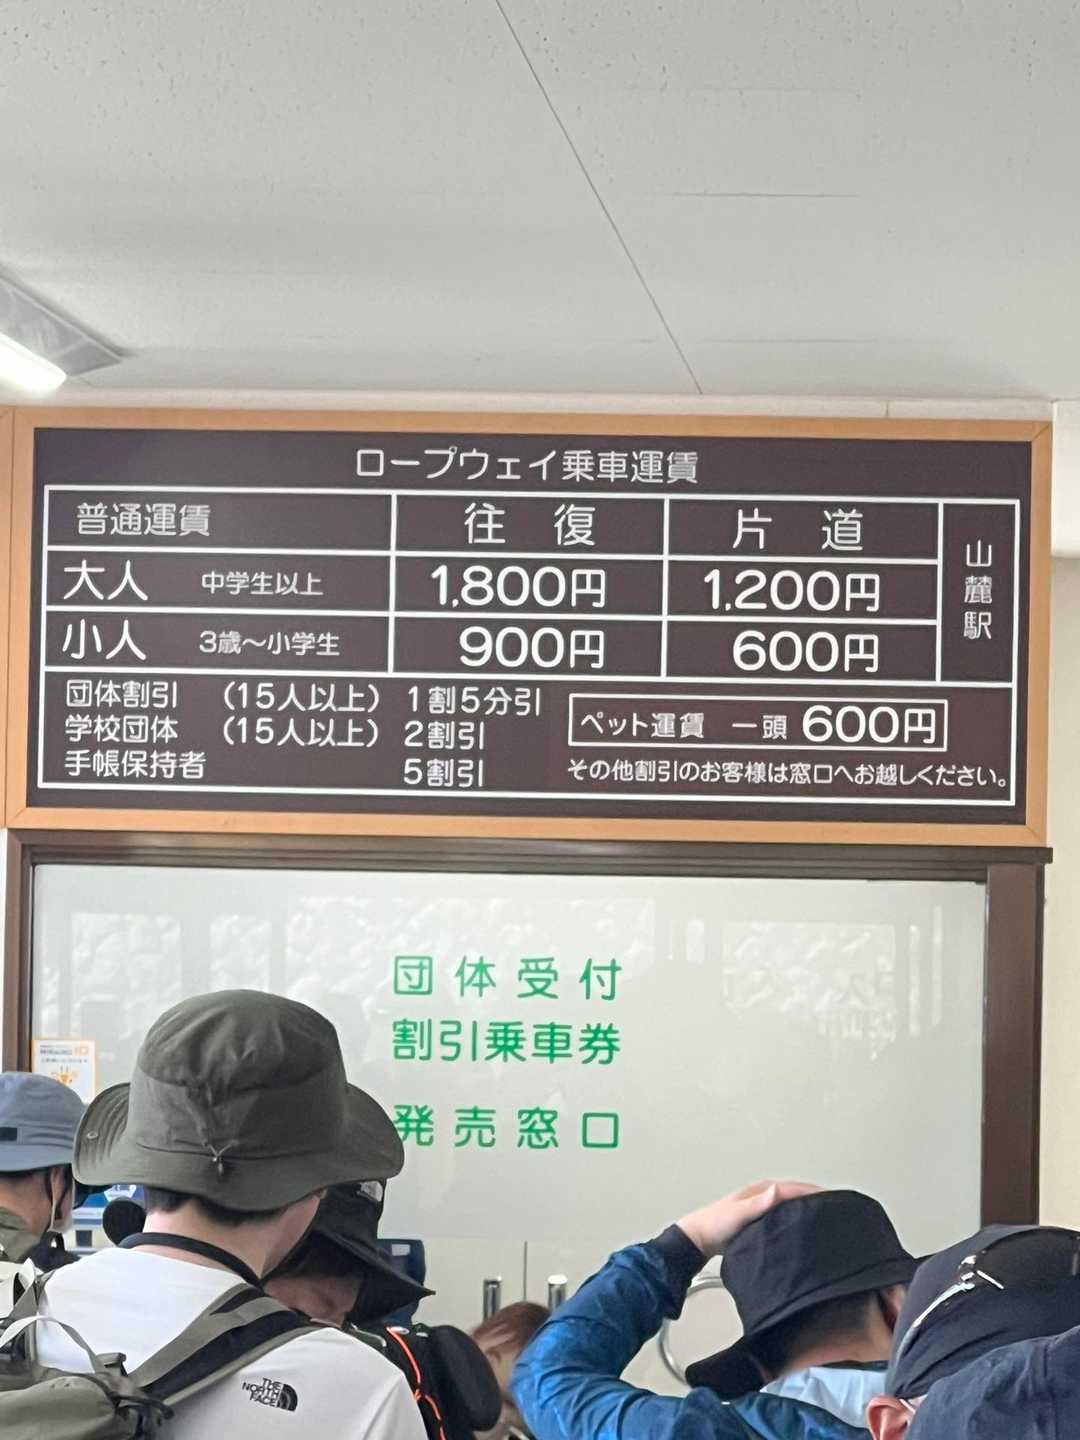 ロープウェイ乗車運賃
普通運賃 往復 片道 山麓駅
大人 中学生以上 1,800円 1,200円
小人 3歳～小学生 900円 600円
団体割引 （15人以上） 1割5分引
学校団体 （15人以上） 2割引
手帳保持者 5割引
ペット運賃 一頭 600円
その他割引のお客様は窓口へお越しください。
団体受付
割引乗車券
発売窓口
THE
NORTH
FACE